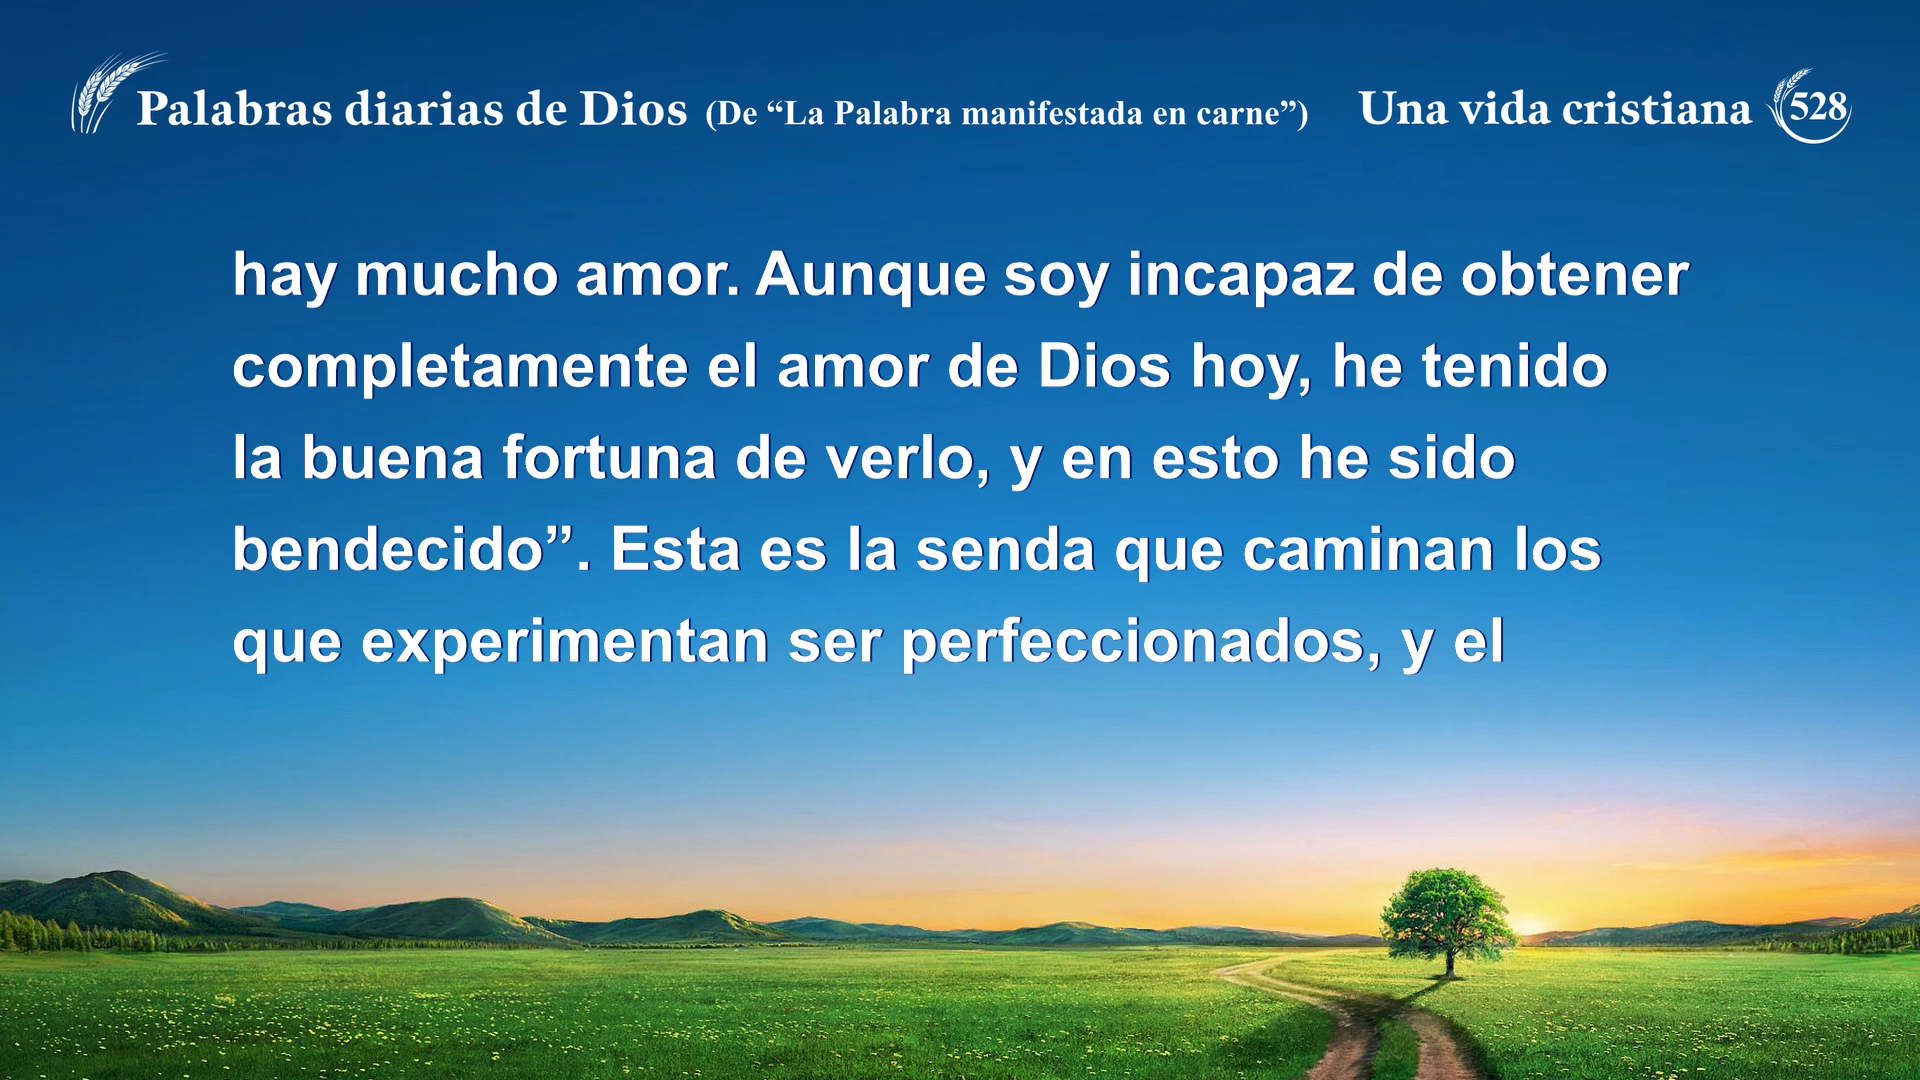 Palabras diarias de Dios (De “La Palabra manifestada en carne”) Una vida cristiana 528
hay mucho amor. Aunque soy incapaz de obtener
completamente el amor de Dios hoy, he tenido
la buena fortuna de verlo, y en esto he sido
bendecido”. Esta es la senda que caminan los
que experimentan ser perfeccionados, y el